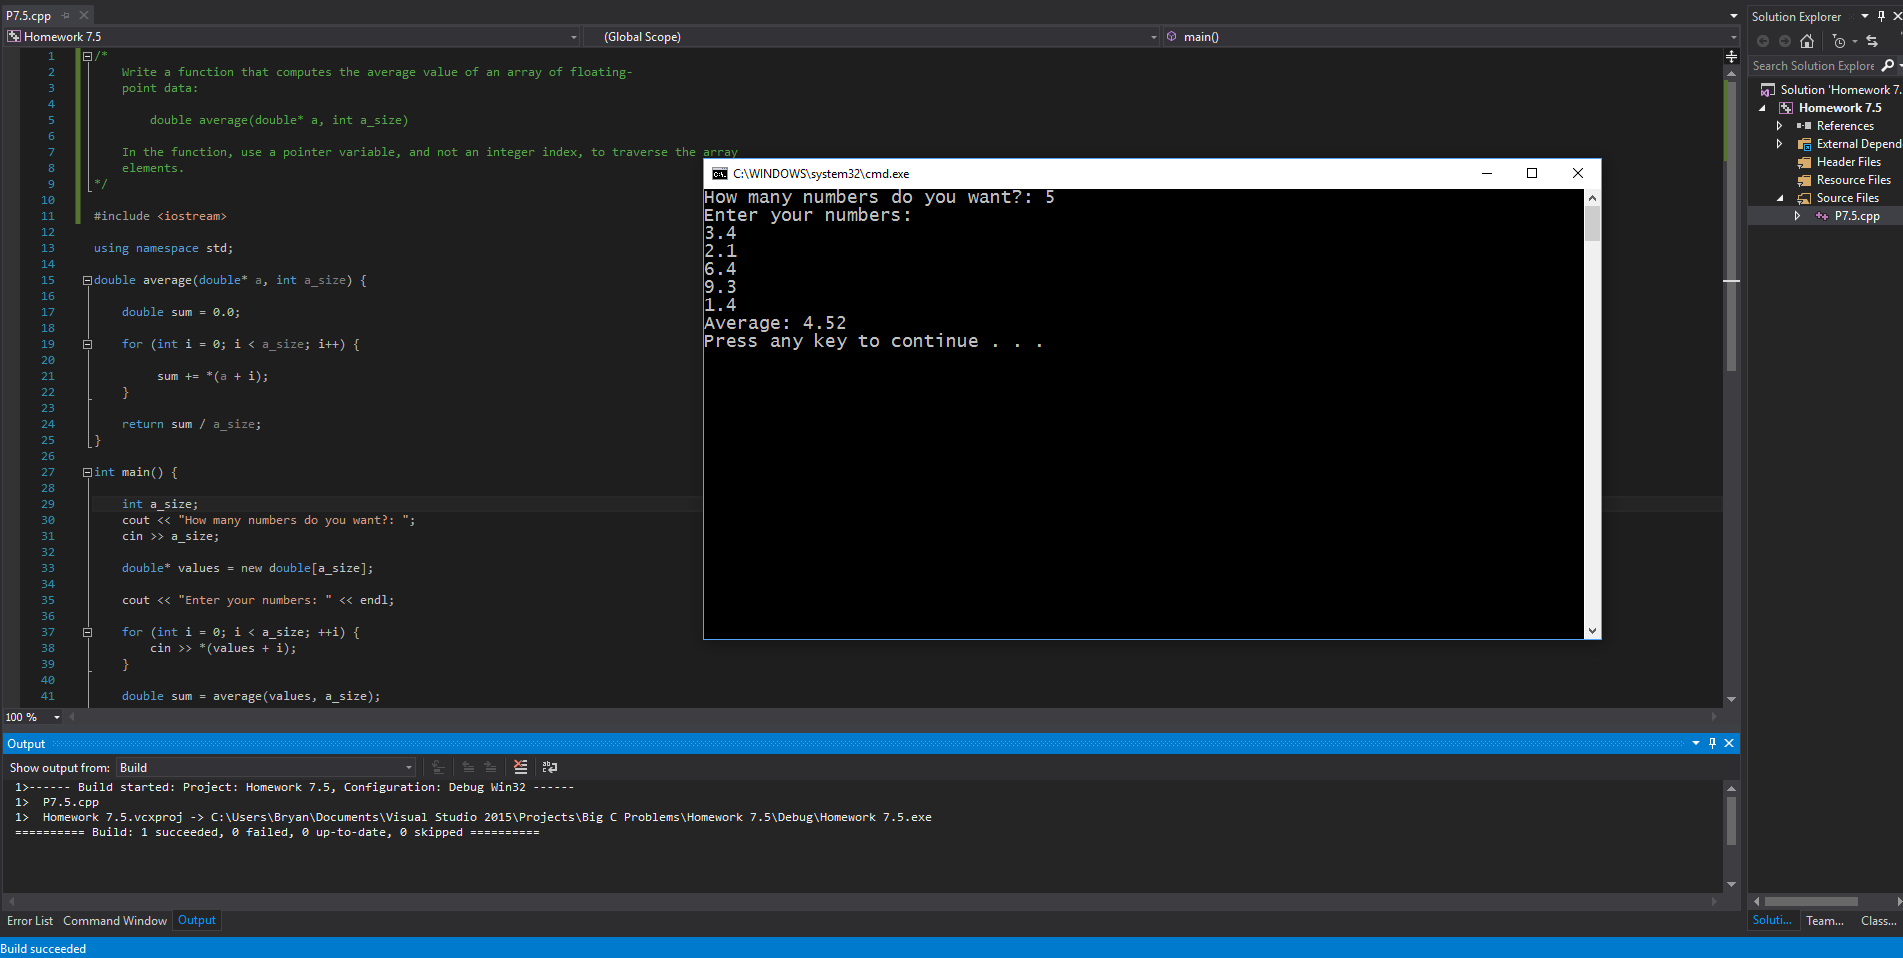 P7.5.cpp
Homework 7.5
(Global Scope)
main()
1 /*
2 Write a function that computes the average value of an array of floating-
3 point data:
4
5 double average(double* a, int a_size)
6
7 In the function, use a pointer variable, and not an integer index, to traverse the array
8 elements.
9 */
10
11 #include <iostream>
12
13 using namespace std;
14
15 double average(double* a, int a_size) {
16
17 double sum = 0.0;
18
19 for (int i = 0; i < a_size; i++) {
20
21 sum += *(a + i);
22 }
23
24 return sum / a_size;
25 }
26
27 int main() {
28
29 int a_size;
30 cout << "How many numbers do you want?: ";
31 cin >> a_size;
32
33 double* values = new double[a_size];
34
35 cout << "Enter your numbers: " << endl;
36
37 for (int i = 0; i < a_size; ++i) {
38 cin >> *(values + i);
39 }
40
41 double sum = average(values, a_size);
100 %
C:\WINDOWS\system32\cmd.exe
How many numbers do you want?: 5
Enter your numbers:
3.4
2.1
6.4
9.3
1.4
Average: 4.52
Press any key to continue . . .
Solution Explorer
Search Solution Explore
Solution 'Homework 7.
Homework 7.5
References
External Depend
Header Files
Resource Files
Source Files
P7.5.cpp
Output
Show output from: Build
1>------ Build started: Project: Homework 7.5, Configuration: Debug Win32 ------
1> P7.5.cpp
1> Homework 7.5.vcxproj -> C:\Users\Bryan\Documents\Visual Studio 2015\Projects\Big C Problems\Homework 7.5\Debug\Homework 7.5.exe
========== Build: 1 succeeded, 0 failed, 0 up-to-date, 0 skipped ==========
Error List Command Window Output
Soluti... Team... Class...
Build succeeded